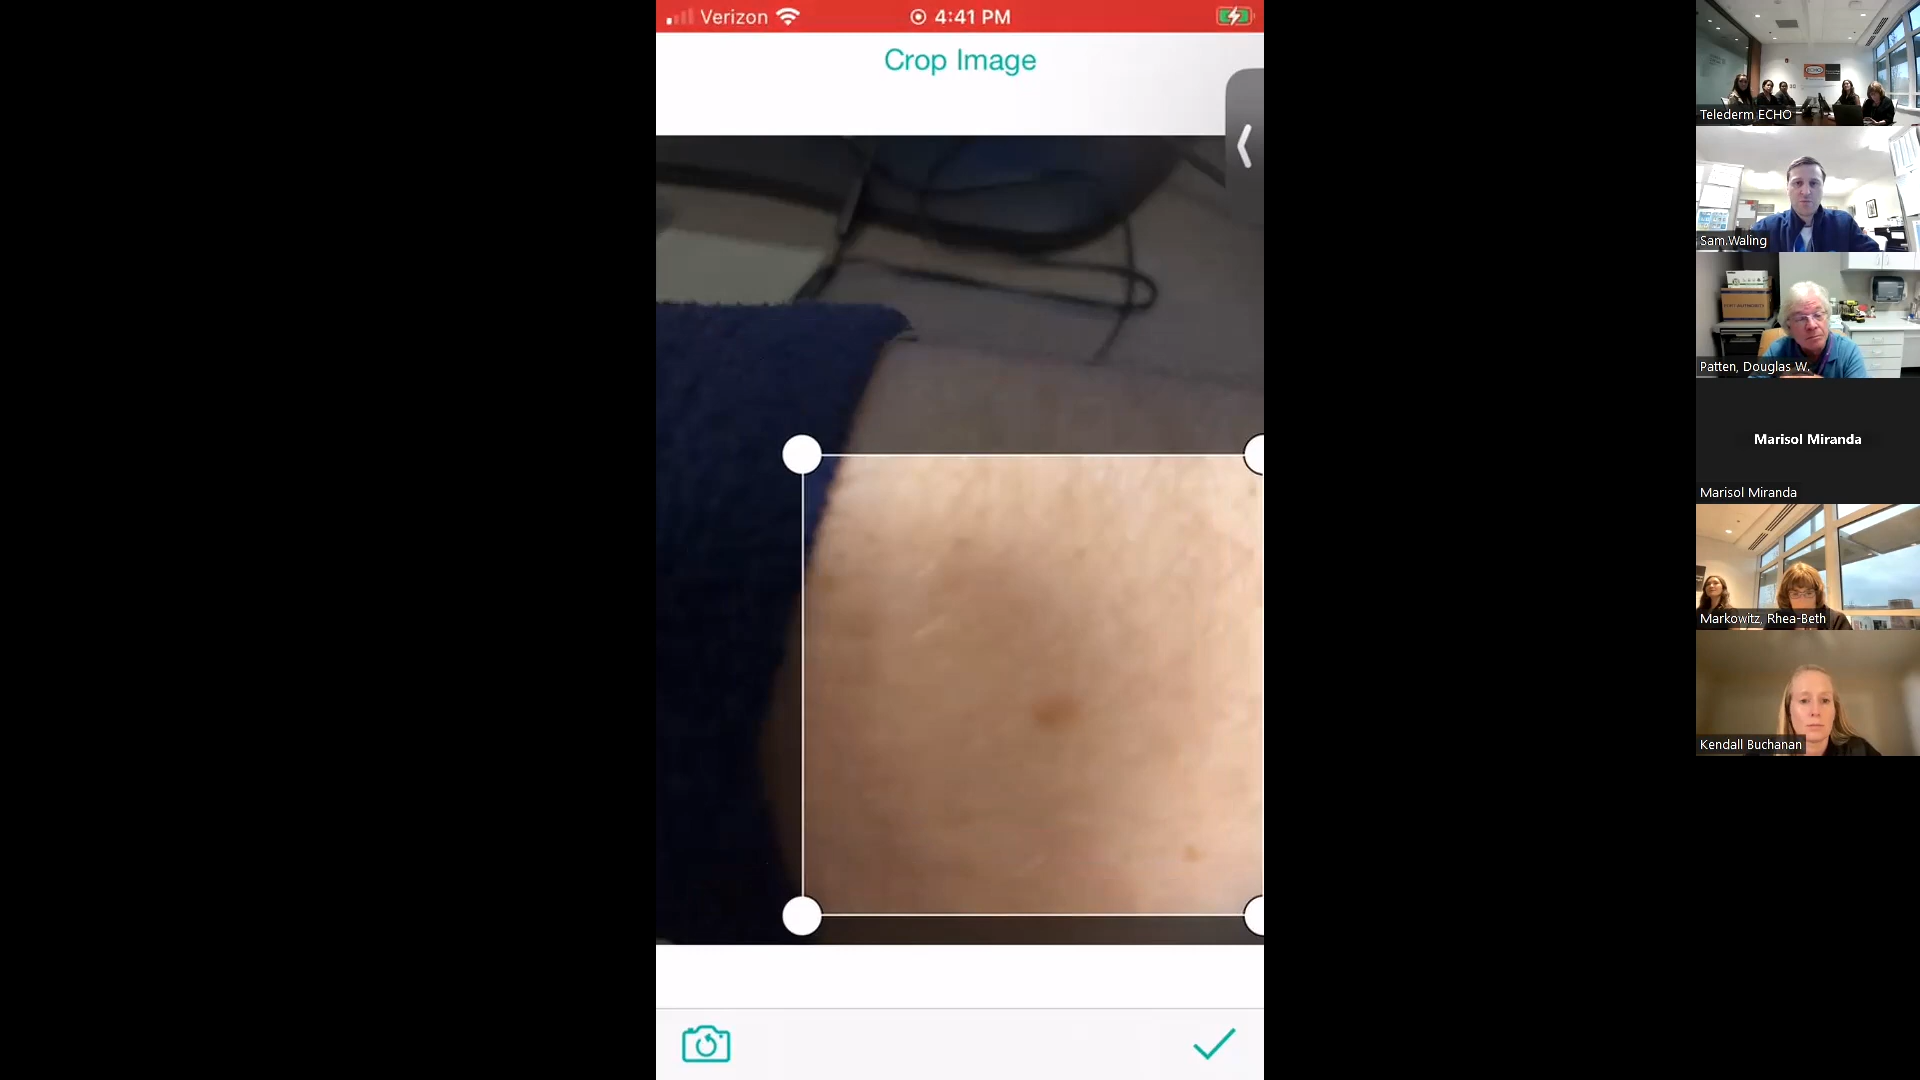 Verizon
4:41 PM
Crop Image
ECHO
Telederm ECHO
Sam.Waling
Patten, Douglas W.
Marisol Miranda
Marisol Miranda
Markowitz, Rhea-Beth
Kendall Buchanan